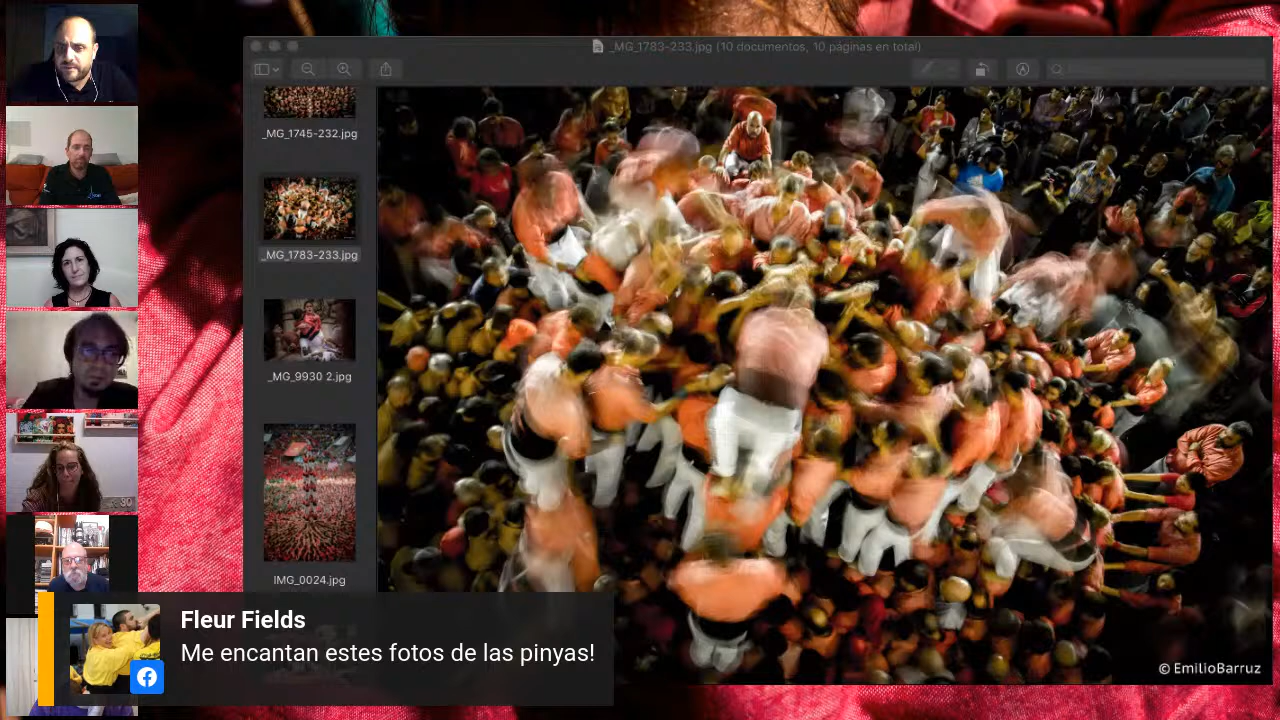 _MG_1783-233.jpg (10 documentos, 10 páginas en total)
_MG_1745-232.jpg
_MG_1783-233.jpg
_MG_9930 2.jpg
IMG_0024.jpg
Fleur Fields
Me encantan estes fotos de las pinyas!
© EmilioBarruz